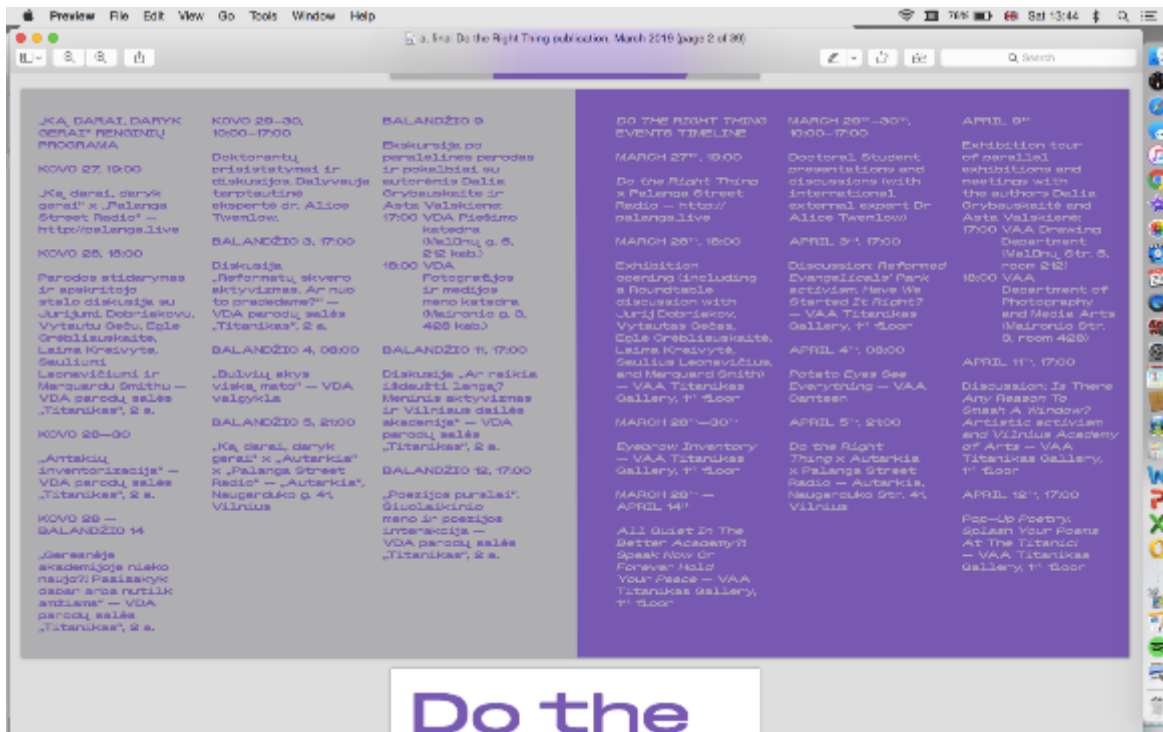 Preview File Edit View Go Tools Window Help
76% Sat 13:44
Do the Right Thing publication. March 2019 (page 2 of 86)
Search
„KĄ DARAI, DARYK
GERAI“ RENGINIŲ
PROGRAMA
KOVO 27, 19:00
„Ką darai, daryk
gerai“ x „Palanga
Street Radio“ —
http://palanga.live
KOVO 28, 16:00
Parodos atidarymas
ir apskritojo
stalo diskusija su
Jurijumi Dobriakovu,
Vytautu Geču, Egle
Grėbliauskaite,
Laima Kreivyte,
Sauliumi
Leonavičiumi ir
Marquardu Smithu —
VDA parodų salės
„Titanikas“, 2 a.
KOVO 28—30
„Antakių
inventorizacija“ —
VDA parodų salės
„Titanikas“, 2 a.
KOVO 28 —
BALANDŽIO 14
„Geresnėje
akademijoje nieko
naujo?! Pasisakyk
dabar arba nutilk
amžiams“ — VDA
parodų salės
„Titanikas“, 2 a.
KOVO 28–30,
10:00–17:00
Doktorantų
prisistatymai ir
diskusijos. Dalyvauja
tarptautinė
ekspertė dr. Alice
Twemlow.
BALANDŽIO 3, 17:00
Diskusija
„Reformatų skvero
aktyvizmas. Ar nuo
to pradedame?“ —
VDA parodų salės
„Titanikas“, 2 a.
BALANDŽIO 4, 08:00
„Bulvių akys
viską mato“ — VDA
valgykla
BALANDŽIO 5, 21:00
„Ką darai, daryk
gerai“ x „Autarkia“
x „Palanga Street
Radio“ — „Autarkia“,
Naugarduko g. 41,
Vilnius
BALANDŽIO 9
Ekskursija po
paralelines parodas
ir pokalbiai su
autorėmis Dalia
Grybauskaite ir
Asta Valskiene:
17:00 VDA Piešimo
katedra
(Malūnų g. 5,
212 kab.)
18:00 VDA
Fotografijos
ir medijos
meno katedra
(Maironio g. 3,
426 kab.)
BALANDŽIO 11, 17:00
Diskusija „Ar reikia
išdaužti langą?
Meninis aktyvizmas
ir Vilniaus dailės
akademija“ — VDA
parodų salės
„Titanikas“, 2 a.
BALANDŽIO 12, 17:00
„Poezijos purslai“.
Šiuolaikinio
meno ir poezijos
interakcija —
VDA parodų salės
„Titanikas“, 2 a.
DO THE RIGHT THING
EVENTS TIMELINE
MARCH 27ᵀᴴ, 19:00
Do the Right Thing
x Palanga Street
Radio — http://
palanga.live
MARCH 28ᵀᴴ, 16:00
Exhibition
opening (including
a Roundtable
discussion with
Jurij Dobriakov,
Vytautas Gečas,
Eglė Grėbliauskaitė,
Laima Kreivytė,
Saulius Leonavičius,
and Marquard Smith)
— VAA Titanikas
Gallery, 1ˢᵗ floor
MARCH 28ᵀᴴ—30ᵀᴴ
Eyebrow Inventory
— VAA Titanikas
Gallery, 1ˢᵗ floor
MARCH 28ᵀᴴ —
APRIL 14ᵀᴴ
All Quiet In The
Better Academy?!
Speak Now Or
Forever Hold
Your Peace — VAA
Titanikas Gallery,
1ˢᵗ floor
MARCH 28ᵀᴴ—30ᵀᴴ,
10:00—17:00
Doctoral Student
presentations and
discussions (with
international
external expert Dr
Alice Twemlow)
APRIL 3ᴿᴰ, 17:00
Discussion: Reformed
Evangelicals' Park
activism. Have We
Started It Right?
— VAA Titanikas
Gallery, 1ˢᵗ floor
APRIL 4ᵀᴴ, 08:00
Potato Eyes See
Everything — VAA
Canteen
APRIL 5ᵀᴴ, 21:00
Do the Right
Thing x Autarkia
x Palanga Street
Radio — Autarkia,
Naugarduko Str. 41,
Vilnius
APRIL 9ᵀᴴ
Exhibition tour
of parallel
exhibitions and
meetings with
the authors Dalia
Grybauskaitė and
Asta Valskienė:
17:00 VAA Drawing
Department
(Malūnų Str. 5,
room 212)
18:00 VAA
Department of
Photography
and Media Arts
(Maironio Str.
3, room 426)
APRIL 11ᵀᴴ, 17:00
Discussion: Is There
Any Reason To
Smash A Window?
Artistic activism
and Vilnius Academy
of Arts — VAA
Titanikas Gallery,
1ˢᵗ floor
APRIL 12ᵀᴴ, 17:00
Pop-Up Poetry.
Splash Your Poems
At The Titanic!
— VAA Titanikas
Gallery, 1ˢᵗ floor
Do the